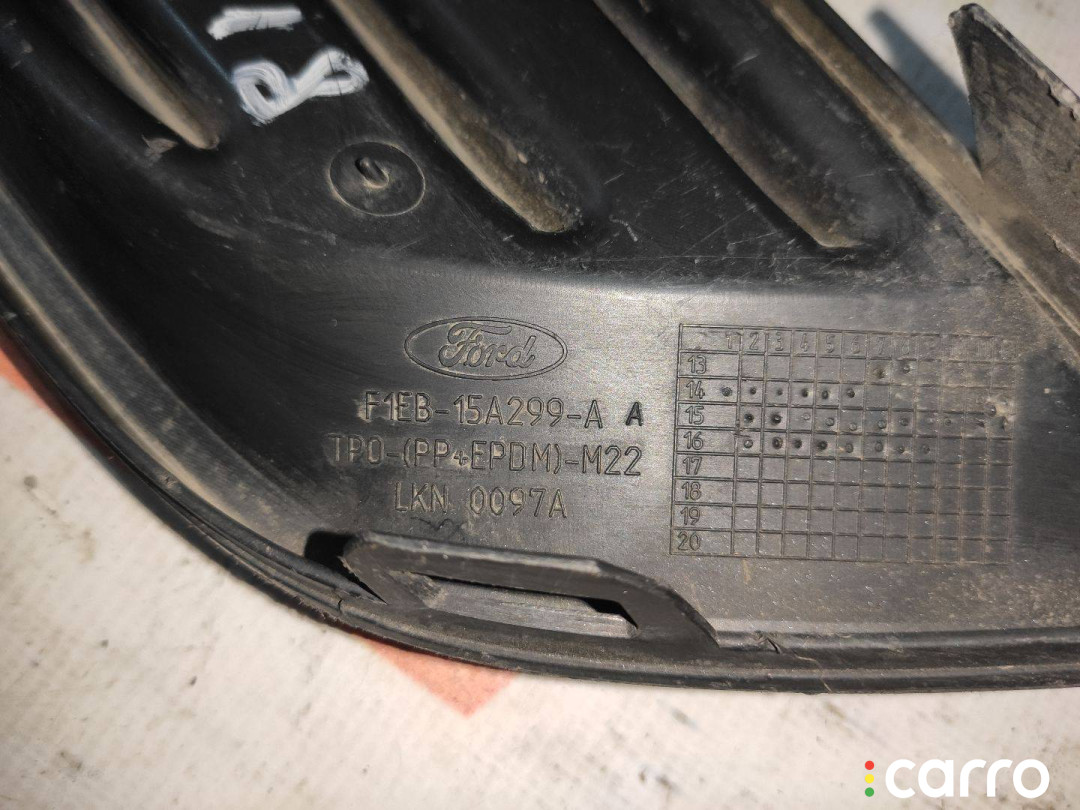 Ford
F1EB-15A299-A A
TPO-(PP+EPDM)-M22
LKN 0097A
1 2 3 4 5 6 7
13
14
15
16
17
18
19
20
carro